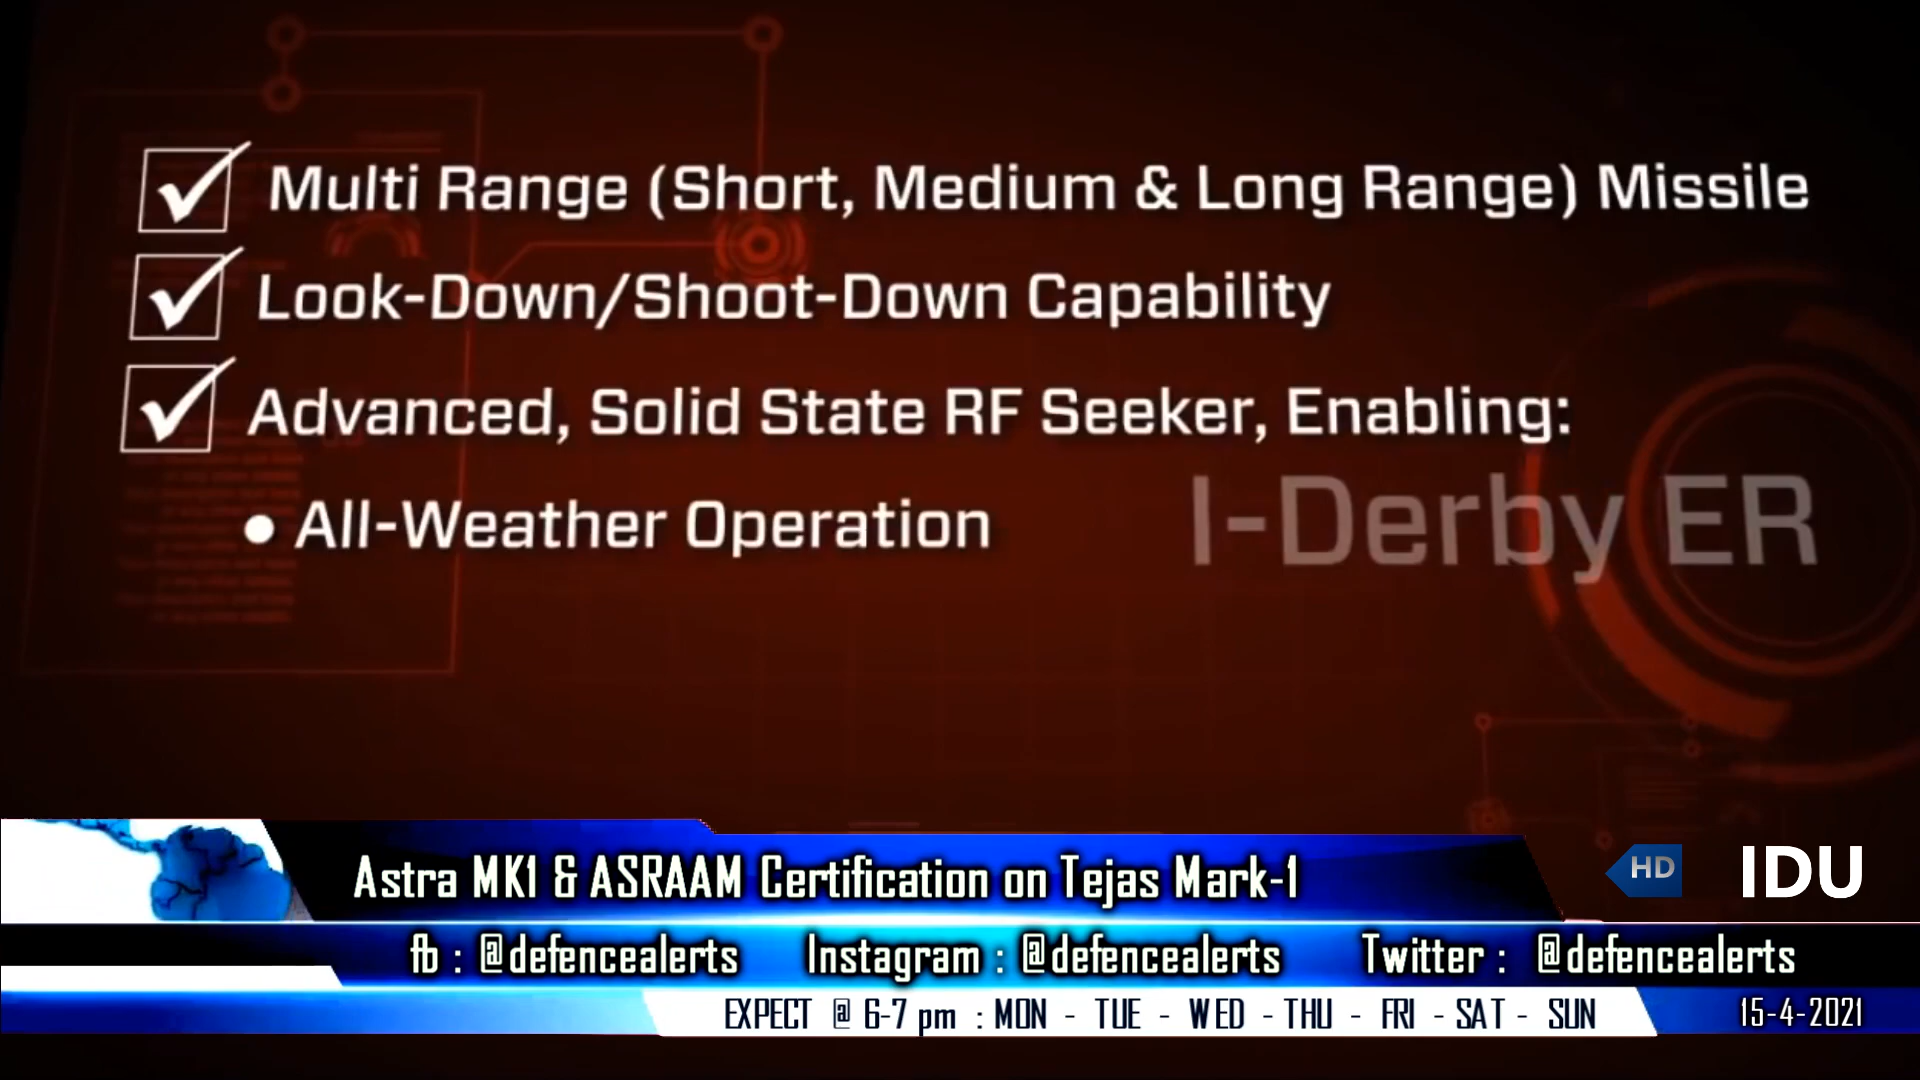 Multi Range (Short, Medium & Long Range) Missile
Look-Down/Shoot-Down Capability
Advanced, Solid State RF Seeker, Enabling:
• All-Weather Operation
I-Derby ER
Astra MK1 & ASRAAM Certification on Tejas Mark-1
HD IDU
fb : @defencealerts Instagram : @defencealerts Twitter : @defencealerts
EXPECT @ 6-7 pm : MON - TUE - WED - THU - FRI - SAT - SUN
15-4-2021